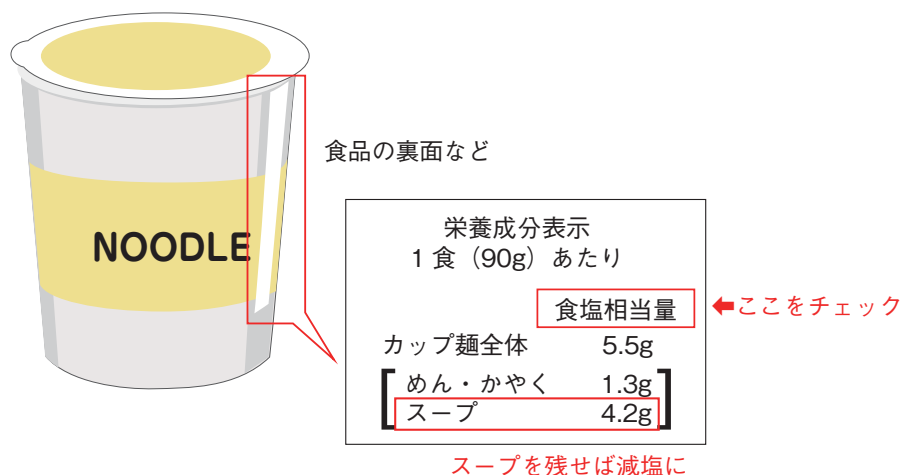 NOODLE
食品の裏面など
栄養成分表示
1食（90g）あたり
食塩相当量
⬅ここをチェック
カップ麺全体 5.5g
めん・かやく 1.3g
スープ 4.2g
スープを残せば減塩に